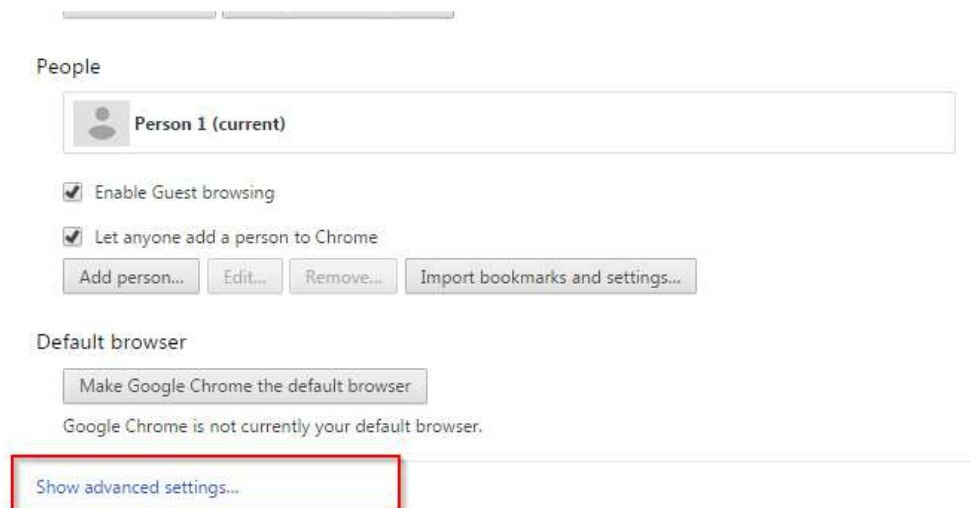 People
Person 1 (current)
Enable Guest browsing
Let anyone add a person to Chrome
Add person... Edit... Remove... Import bookmarks and settings...
Default browser
Make Google Chrome the default browser
Google Chrome is not currently your default browser.
Show advanced settings...